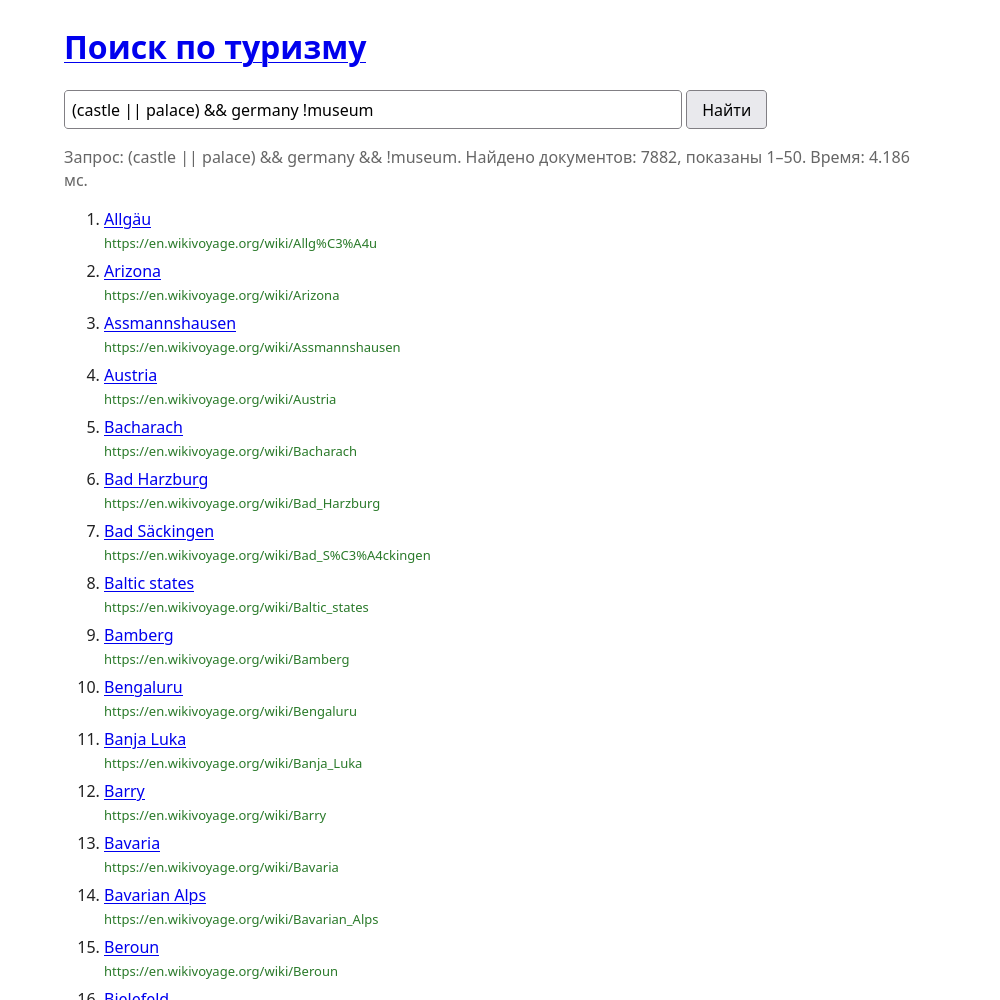 Поиск по туризму
(castle || palace) && germany !museum
Найти
Запрос: (castle || palace) && germany && !museum. Найдено документов: 7882, показаны 1–50. Время: 4.186
мс.
1. Allgäu
https://en.wikivoyage.org/wiki/Allg%C3%A4u
2. Arizona
https://en.wikivoyage.org/wiki/Arizona
3. Assmannshausen
https://en.wikivoyage.org/wiki/Assmannshausen
4. Austria
https://en.wikivoyage.org/wiki/Austria
5. Bacharach
https://en.wikivoyage.org/wiki/Bacharach
6. Bad Harzburg
https://en.wikivoyage.org/wiki/Bad_Harzburg
7. Bad Säckingen
https://en.wikivoyage.org/wiki/Bad_S%C3%A4ckingen
8. Baltic states
https://en.wikivoyage.org/wiki/Baltic_states
9. Bamberg
https://en.wikivoyage.org/wiki/Bamberg
10. Bengaluru
https://en.wikivoyage.org/wiki/Bengaluru
11. Banja Luka
https://en.wikivoyage.org/wiki/Banja_Luka
12. Barry
https://en.wikivoyage.org/wiki/Barry
13. Bavaria
https://en.wikivoyage.org/wiki/Bavaria
14. Bavarian Alps
https://en.wikivoyage.org/wiki/Bavarian_Alps
15. Beroun
https://en.wikivoyage.org/wiki/Beroun
16. Bielefeld